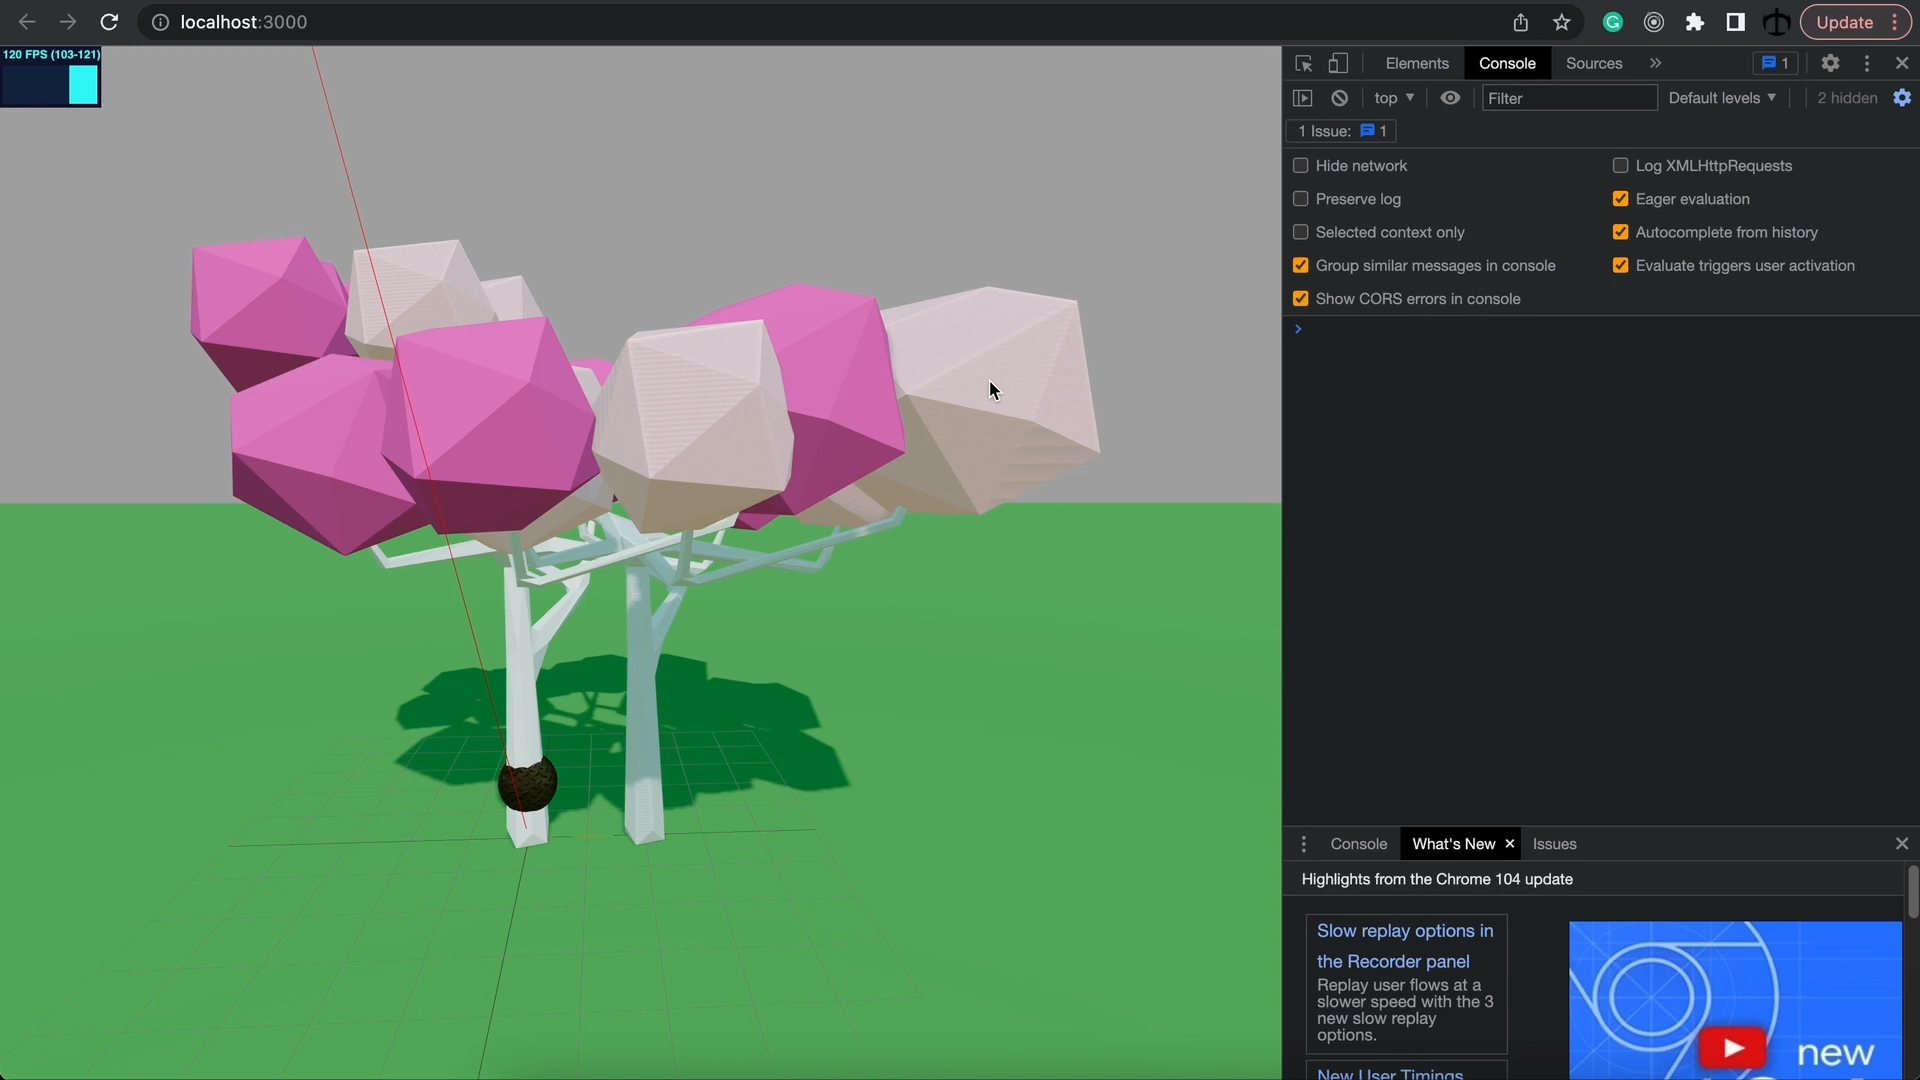 localhost:3000
Update
120 FPS (103-121)
Elements
Console
Sources
1
top
Filter
Default levels
2 hidden
1 Issue: 1
Hide network
Log XMLHttpRequests
Preserve log
Eager evaluation
Selected context only
Autocomplete from history
Group similar messages in console
Evaluate triggers user activation
Show CORS errors in console
Console
What's New
Issues
Highlights from the Chrome 104 update
Slow replay options in
the Recorder panel
Replay user flows at a
slower speed with the 3
new slow replay
options.
New User Timings
new